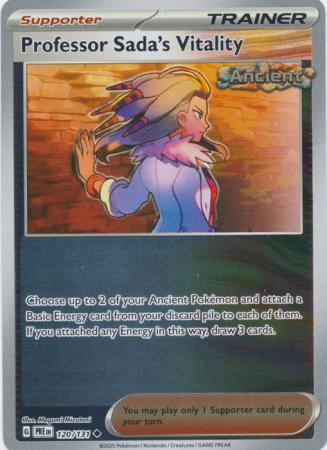 Supporter
TRAINER
Professor Sada's Vitality
Ancient
Choose up to 2 of your Ancient Pokémon and attach a
Basic Energy card from your discard pile to each of them.
If you attached any Energy in this way, draw 3 cards.
Illus. Megumi Mizutani
G PRE EN 120/131
You may play only 1 Supporter card during
your turn.
©2025 Pokémon / Nintendo / Creatures / GAME FREAK